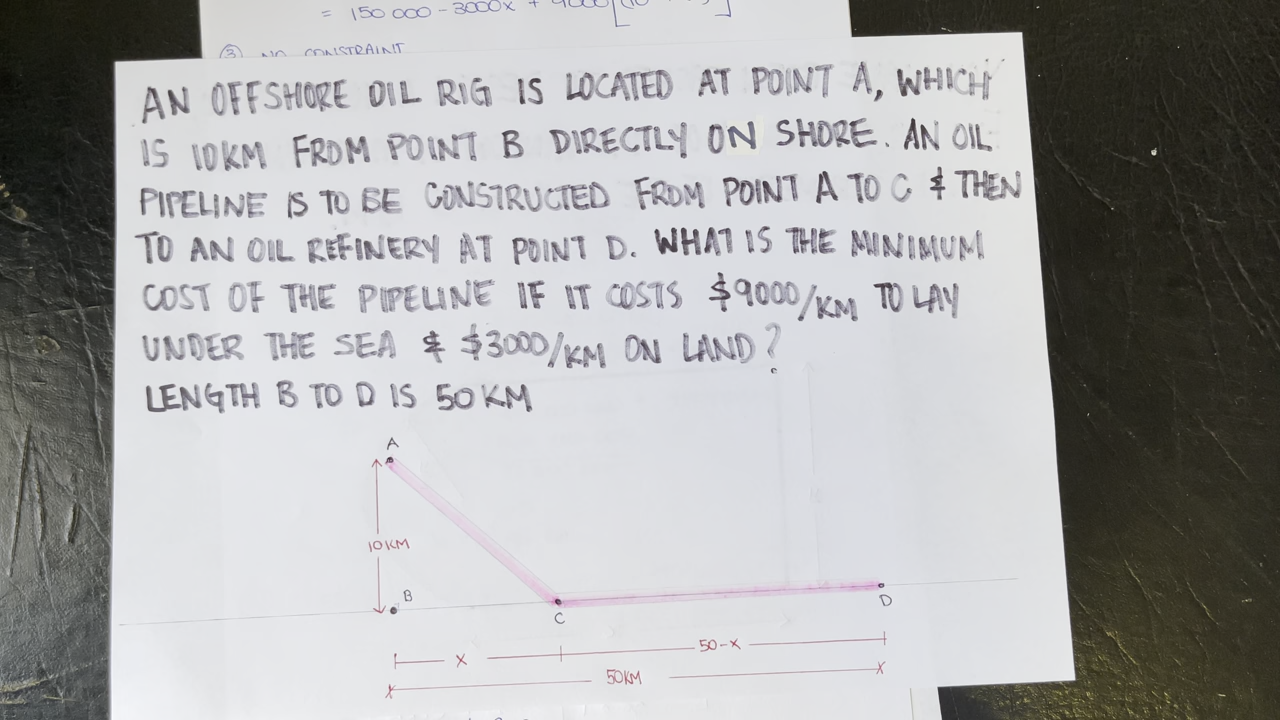 = 150 000 - 3000x + 9000
③ NO CONSTRAINT
AN OFFSHORE OIL RIG IS LOCATED AT POINT A, WHICH
IS 10KM FROM POINT B DIRECTLY ON SHORE. AN OIL
PIPELINE IS TO BE CONSTRUCTED FROM POINT A TO C & THEN
TO AN OIL REFINERY AT POINT D. WHAT IS THE MINIMUM
COST OF THE PIPELINE IF IT COSTS $9000/KM TO LAY
UNDER THE SEA & $3000/KM ON LAND?
LENGTH B TO D IS 50KM
A
10KM
B
C
D
x
50-x
50KM